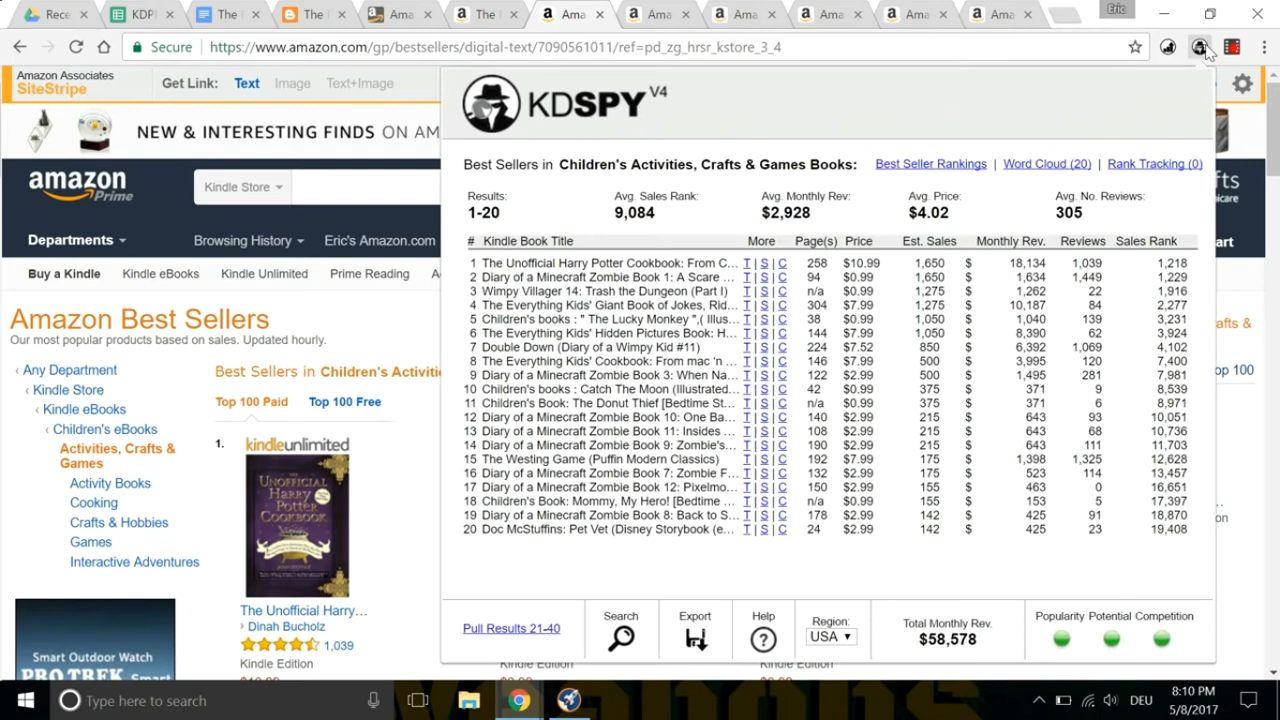 Rece
KDPI
The l
The l
Ama
The l
Ama
Ama
Ama
Ama
Ama
Ama
Eric
Secure
https://www.amazon.com/gp/bestsellers/digital-text/7090561011/ref=pd_zg_hrsr_kstore_3_4
Amazon Associates
SiteStripe
Get Link: Text Image Text+Image
NEW & INTERESTING FINDS ON AM
amazon
Prime
Kindle Store
Departments
Browsing History
Eric's Amazon.com
Buy a Kindle
Kindle eBooks
Kindle Unlimited
Prime Reading
Amazon Best Sellers
Our most popular products based on sales. Updated hourly.
‹ Any Department
‹ Kindle Store
‹ Kindle eBooks
‹ Children's eBooks
Activities, Crafts &
Games
Activity Books
Cooking
Crafts & Hobbies
Games
Interactive Adventures
Smart Outdoor Watch
PRO TREK Smart
Best Sellers in Children's Activiti
Top 100 Paid Top 100 Free
1.
kindleunlimited
THE
UNOFFICIAL
HARRY
POTTER
COOKBOOK
The Unofficial Harry…
› Dinah Bucholz
1,039
Kindle Edition
KDSPY V4
Best Sellers in Children's Activities, Crafts & Games Books: Best Seller Rankings | Word Cloud (20) | Rank Tracking (0)
Results: Avg. Sales Rank: Avg. Monthly Rev: Avg. Price: Avg. No. Reviews:
1-20 9,084 $2,928 $4.02 305
# Kindle Book Title More Page(s) Price Est. Sales Monthly Rev. Reviews Sales Rank
1 The Unofficial Harry Potter Cookbook: From C... T | S | C 258 $10.99 1,650 $ 18,134 1,039 1,218
2 Diary of a Minecraft Zombie Book 1: A Scare ... T | S | C 94 $0.99 1,650 $ 1,634 1,449 1,229
3 Wimpy Villager 14: Trash the Dungeon (Part I) T | S | C n/a $0.99 1,275 $ 1,262 22 1,916
4 The Everything Kids' Giant Book of Jokes, Rid... T | S | C 304 $7.99 1,275 $ 10,187 84 2,277
5 Children's books : " The Lucky Monkey ",( Illus... T | S | C 38 $0.99 1,050 $ 1,040 139 3,231
6 The Everything Kids' Hidden Pictures Book: H... T | S | C 144 $7.99 1,050 $ 8,390 62 3,924
7 Double Down (Diary of a Wimpy Kid #11) T | S | C 224 $7.52 850 $ 6,392 1,069 4,102
8 The Everything Kids' Cookbook: From mac 'n ... T | S | C 146 $7.99 500 $ 3,995 120 7,400
9 Diary of a Minecraft Zombie Book 3: When Na... T | S | C 122 $2.99 500 $ 1,495 281 7,981
10 Children's books : Catch The Moon (Illustrated... T | S | C 42 $0.99 375 $ 371 9 8,539
11 Children's Book: The Donut Thief [Bedtime St... T | S | C n/a $0.99 375 $ 371 6 8,971
12 Diary of a Minecraft Zombie Book 10: One Ba... T | S | C 140 $2.99 215 $ 643 93 10,051
13 Diary of a Minecraft Zombie Book 11: Insides ... T | S | C 108 $2.99 215 $ 643 68 10,736
14 Diary of a Minecraft Zombie Book 9: Zombie's... T | S | C 190 $2.99 215 $ 643 111 11,703
15 The Westing Game (Puffin Modern Classics) T | S | C 192 $7.99 175 $ 1,398 1,325 12,628
16 Diary of a Minecraft Zombie Book 7: Zombie F... T | S | C 132 $2.99 175 $ 523 114 13,457
17 Diary of a Minecraft Zombie Book 12: Pixelmo... T | S | C 150 $2.99 155 $ 463 0 16,651
18 Children's Book: Mommy, My Hero! [Bedtime ... T | S | C n/a $0.99 155 $ 153 5 17,397
19 Diary of a Minecraft Zombie Book 8: Back to S... T | S | C 178 $2.99 142 $ 425 91 18,870
20 Doc McStuffins: Pet Vet (Disney Storybook (e... T | S | C 24 $2.99 142 $ 425 23 19,408
Pull Results 21-40
Search
Export
Help
Region:
USA
Total Monthly Rev.
$58,578
Popularity Potential Competition
Kindle Edition
Kindle Edition
fts
nicare
art
afts &
op 100
on
Type here to search
DEU
8:10 PM
5/8/2017